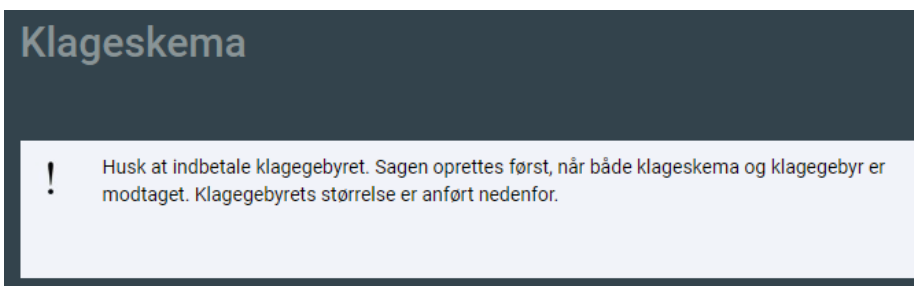 Klageskema
! Husk at indbetale klagegebyret. Sagen oprettes først, når både klageskema og klagegebyr er
modtaget. Klagegebyrets størrelse er anført nedenfor.